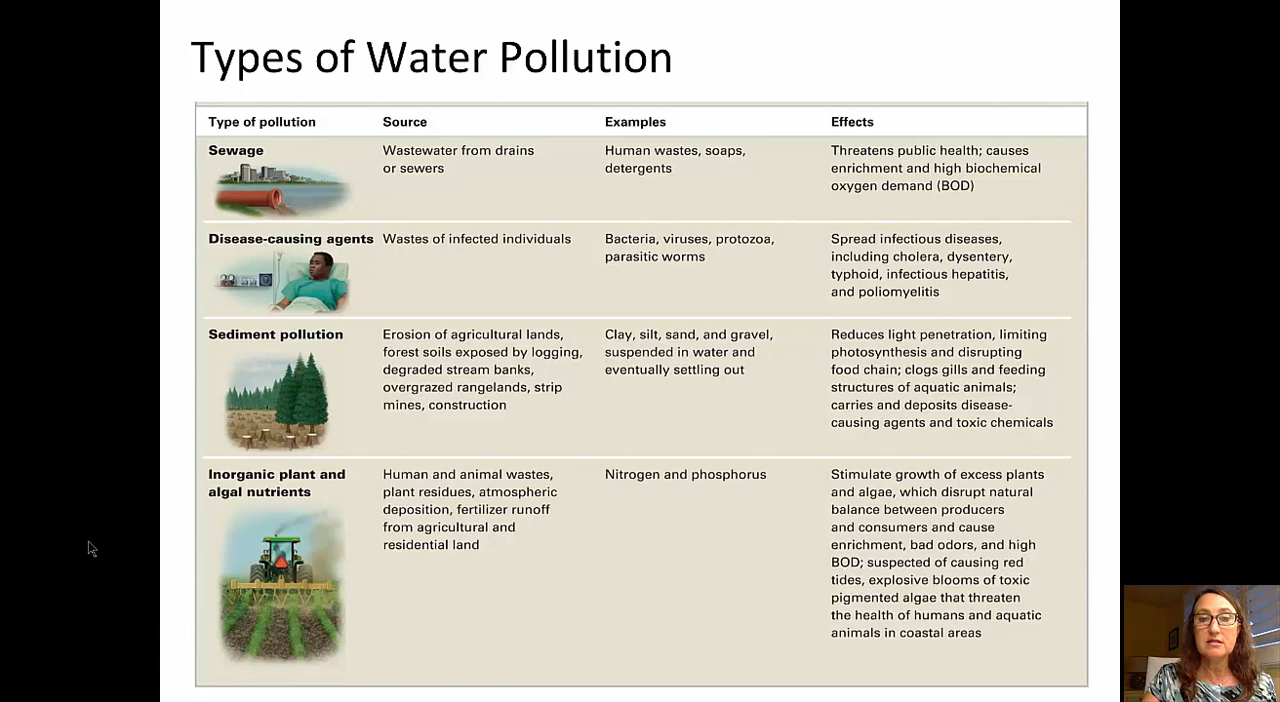 Types of Water Pollution
Type of pollution Source Examples Effects
Sewage
Wastewater from drains
or sewers
Human wastes, soaps,
detergents
Threatens public health; causes
enrichment and high biochemical
oxygen demand (BOD)
Disease-causing agents
Wastes of infected individuals
Bacteria, viruses, protozoa,
parasitic worms
Spread infectious diseases,
including cholera, dysentery,
typhoid, infectious hepatitis,
and poliomyelitis
Sediment pollution
Erosion of agricultural lands,
forest soils exposed by logging,
degraded stream banks,
overgrazed rangelands, strip
mines, construction
Clay, silt, sand, and gravel,
suspended in water and
eventually settling out
Reduces light penetration, limiting
photosynthesis and disrupting
food chain; clogs gills and feeding
structures of aquatic animals;
carries and deposits disease-
causing agents and toxic chemicals
Inorganic plant and
algal nutrients
Human and animal wastes,
plant residues, atmospheric
deposition, fertilizer runoff
from agricultural and
residential land
Nitrogen and phosphorus
Stimulate growth of excess plants
and algae, which disrupt natural
balance between producers
and consumers and cause
enrichment, bad odors, and high
BOD; suspected of causing red
tides, explosive blooms of toxic
pigmented algae that threaten
the health of humans and aquatic
animals in coastal areas